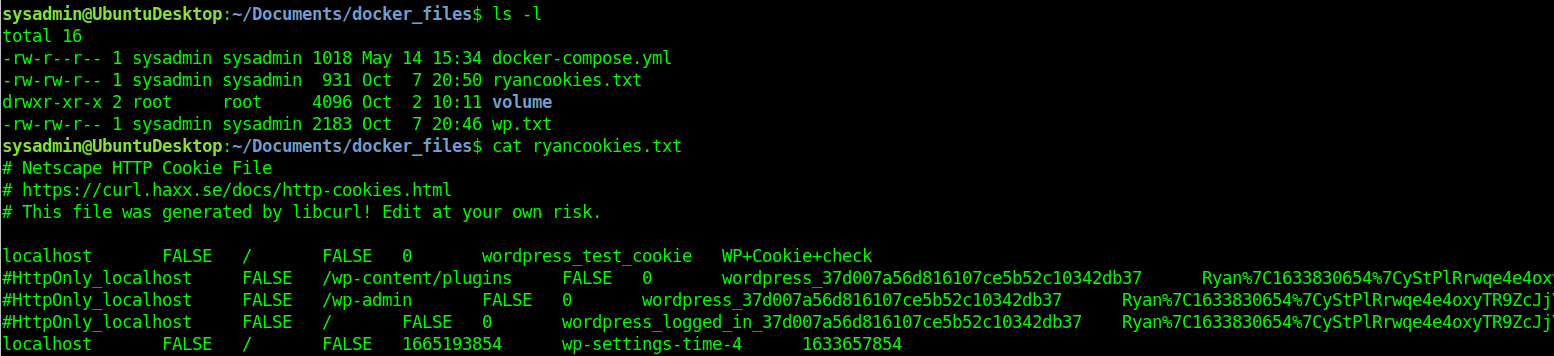 sysadmin@UbuntuDesktop:~/Documents/docker_files$ ls -l
total 16
-rw-r--r-- 1 sysadmin sysadmin 1018 May 14 15:34 docker-compose.yml
-rw-rw-r-- 1 sysadmin sysadmin  931 Oct  7 20:50 ryancookies.txt
drwxr-xr-x 2 root     root     4096 Oct  2 10:11 volume
-rw-rw-r-- 1 sysadmin sysadmin 2183 Oct  7 20:46 wp.txt
sysadmin@UbuntuDesktop:~/Documents/docker_files$ cat ryancookies.txt
# Netscape HTTP Cookie File
# https://curl.haxx.se/docs/http-cookies.html
# This file was generated by libcurl! Edit at your own risk.

localhost       FALSE   /       FALSE   0       wordpress_test_cookie   WP+Cookie+check
#HttpOnly_localhost     FALSE   /wp-content/plugins     FALSE   0       wordpress_37d007a56d816107ce5b52c10342db37      Ryan%7C1633830654%7CyStPlRrwqe4e4ox
#HttpOnly_localhost     FALSE   /wp-admin       FALSE   0       wordpress_37d007a56d816107ce5b52c10342db37      Ryan%7C1633830654%7CyStPlRrwqe4e4oxyTR9ZcJj
#HttpOnly_localhost     FALSE   /       FALSE   0       wordpress_logged_in_37d007a56d816107ce5b52c10342db37    Ryan%7C1633830654%7CyStPlRrwqe4e4oxyTR9ZcJj
localhost       FALSE   /       FALSE   1665193854      wp-settings-time-4      1633657854